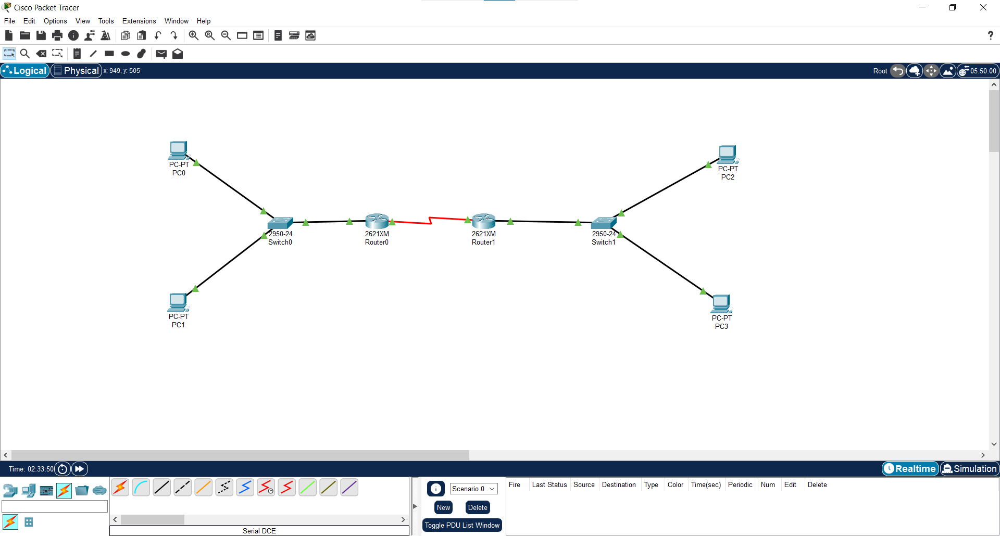 Cisco Packet Tracer
File Edit Options View Tools Extensions Window Help
?
Logical Physical x: 949, y: 505 Root 05:50:00
PC-PT
PC0
PC-PT
PC2
2950-24
Switch0
2621XM
Router0
2621XM
Router1
2950-24
Switch1
PC-PT
PC1
PC-PT
PC3
Time: 02:33:50 Realtime Simulation
Scenario 0
New Delete
Toggle PDU List Window
Fire Last Status Source Destination Type Color Time(sec) Periodic Num Edit Delete
Serial DCE